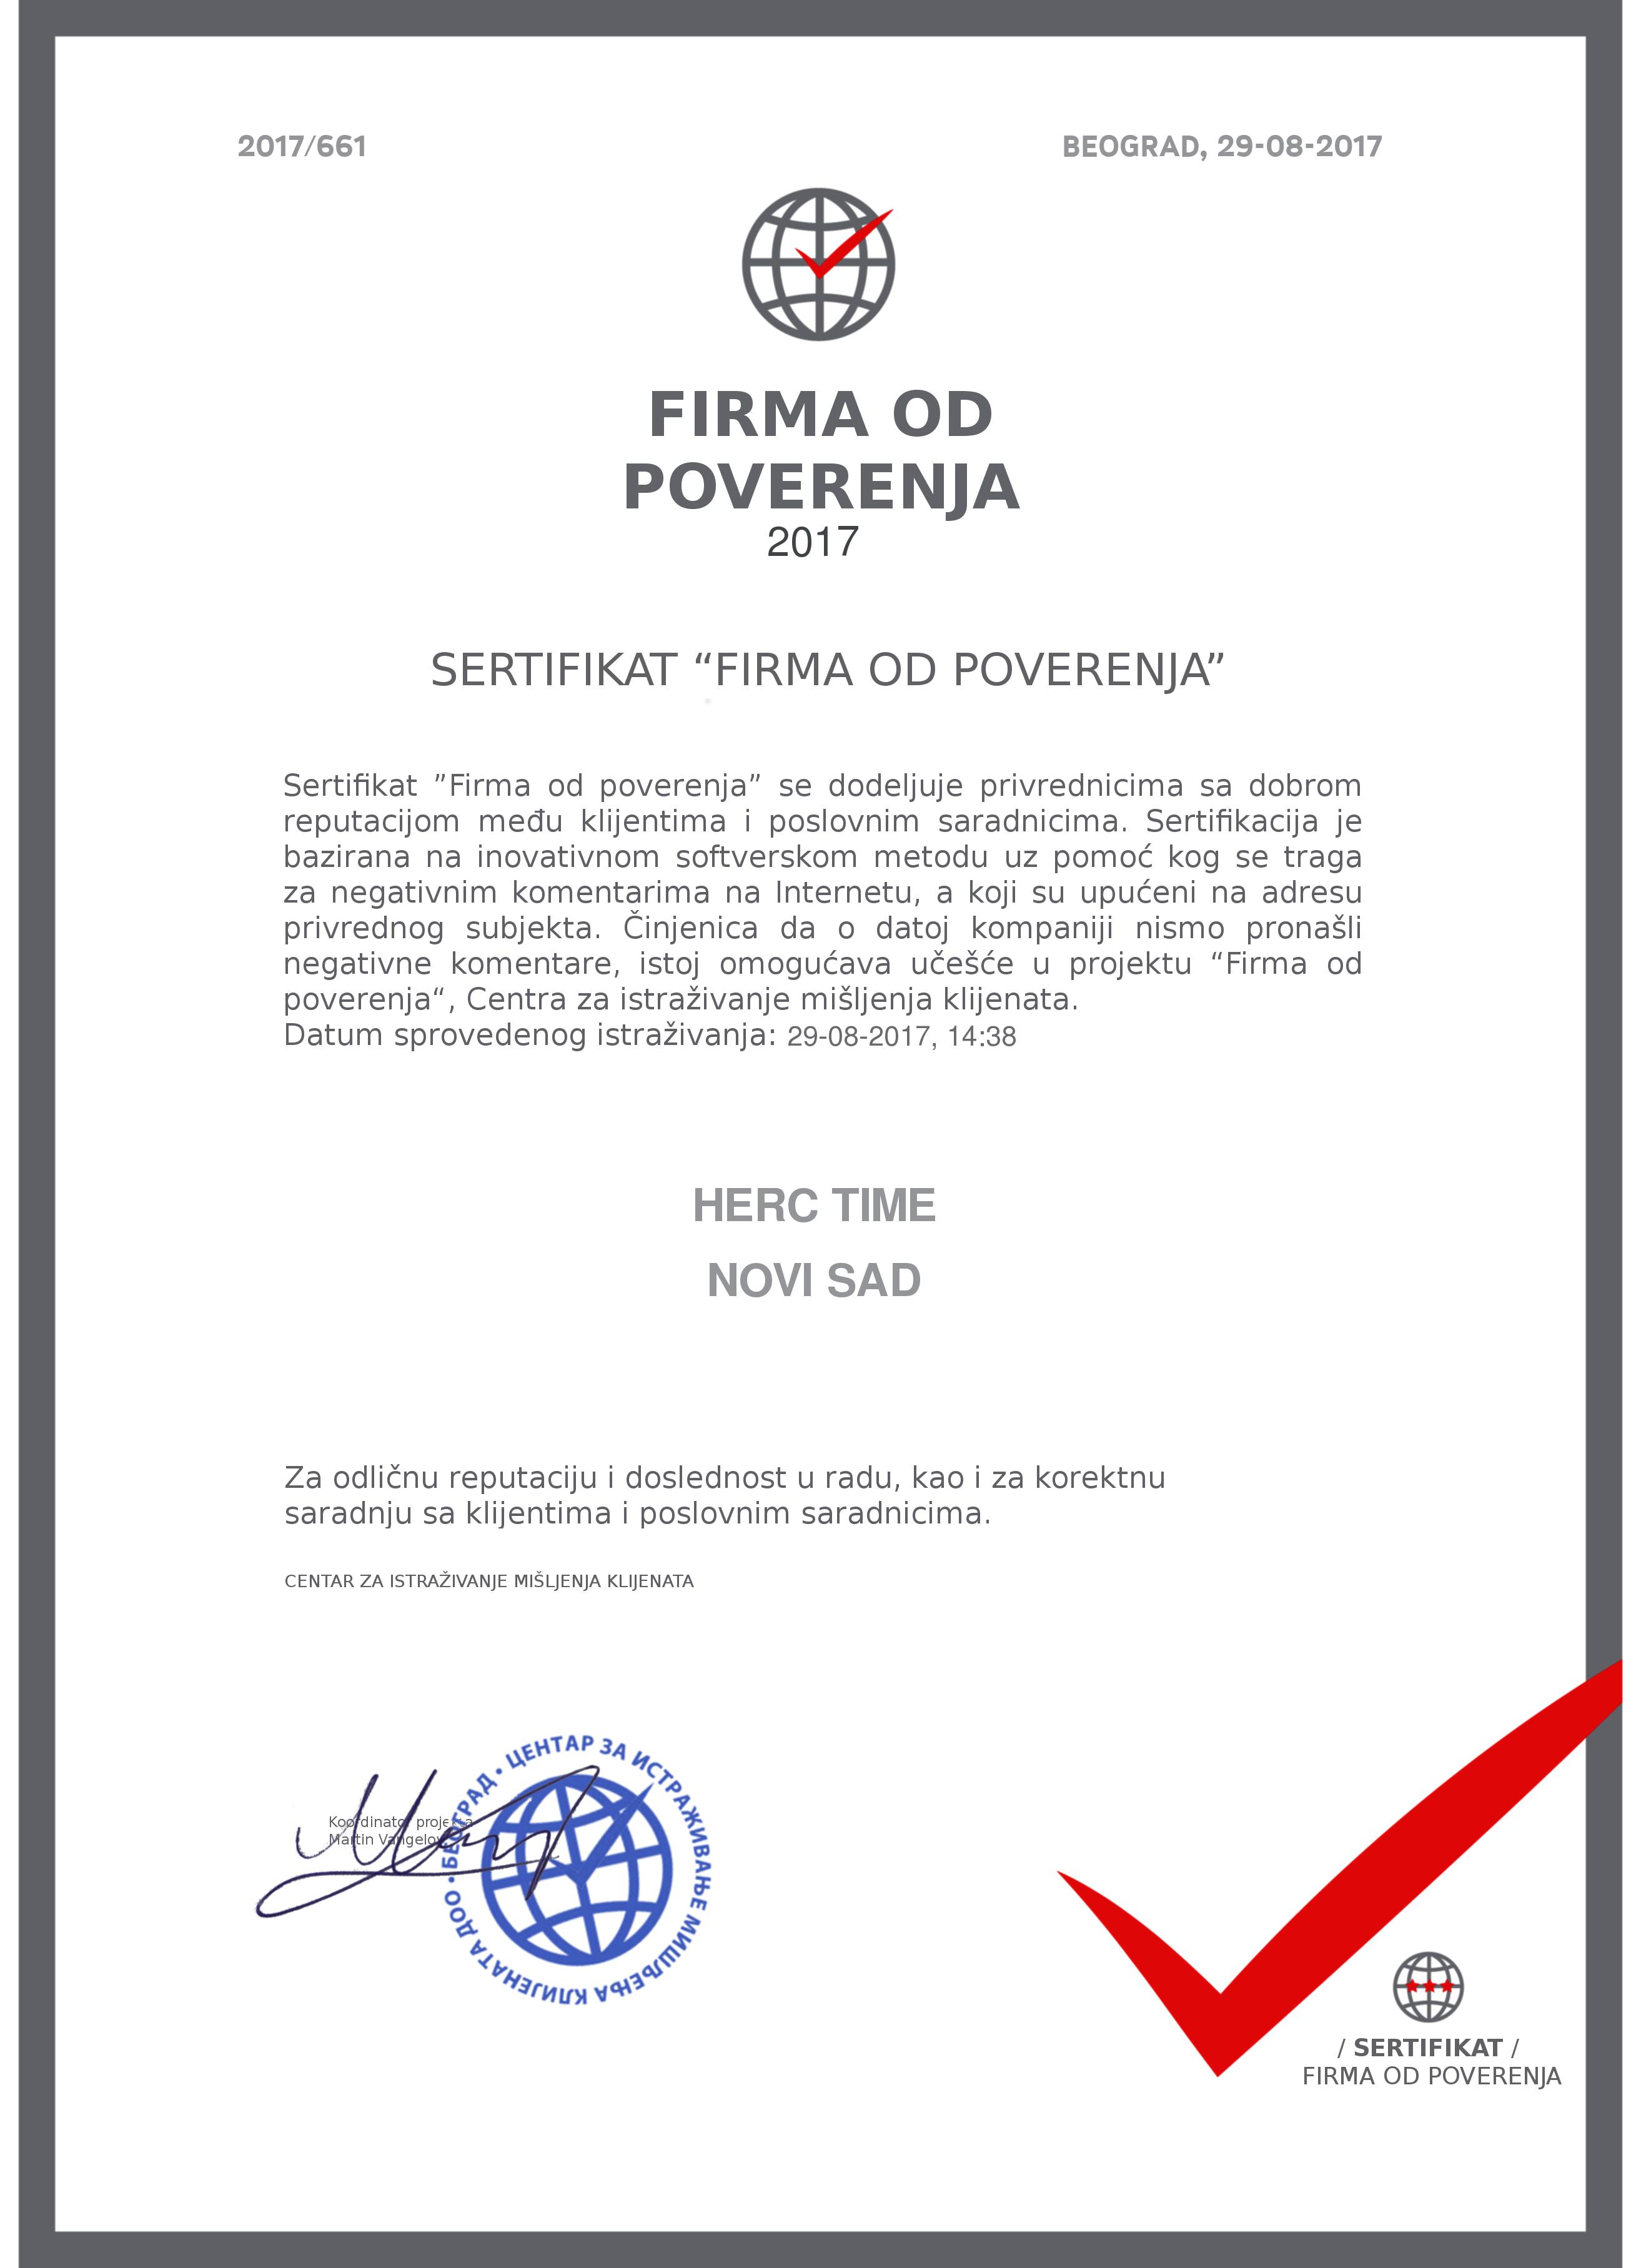 2017/661
BEOGRAD, 29-08-2017
FIRMA OD
POVERENJA
2017
SERTIFIKAT “FIRMA OD POVERENJA”
Sertifikat ”Firma od poverenja” se dodeljuje privrednicima sa dobrom
reputacijom među klijentima i poslovnim saradnicima. Sertifikacija je
bazirana na inovativnom softverskom metodu uz pomoć kog se traga
za negativnim komentarima na Internetu, a koji su upućeni na adresu
privrednog subjekta. Činjenica da o datoj kompaniji nismo pronašli
negativne komentare, istoj omogućava učešće u projektu “Firma od
poverenja“, Centra za istraživanje mišljenja klijenata.
Datum sprovedenog istraživanja: 29-08-2017, 14:38
HERC TIME
NOVI SAD
Za odličnu reputaciju i doslednost u radu, kao i za korektnu
saradnju sa klijentima i poslovnim saradnicima.
CENTAR ZA ISTRAŽIVANJE MIŠLJENJA KLIJENATA
Koordinator projekta
Martin
ЦЕНТАР ЗА ИСТРАЖИВАЊЕ МИШЉЕЊА КЛИЈЕНАТА ДОО • БЕОГРАД •
/ SERTIFIKAT /
FIRMA OD POVERENJA